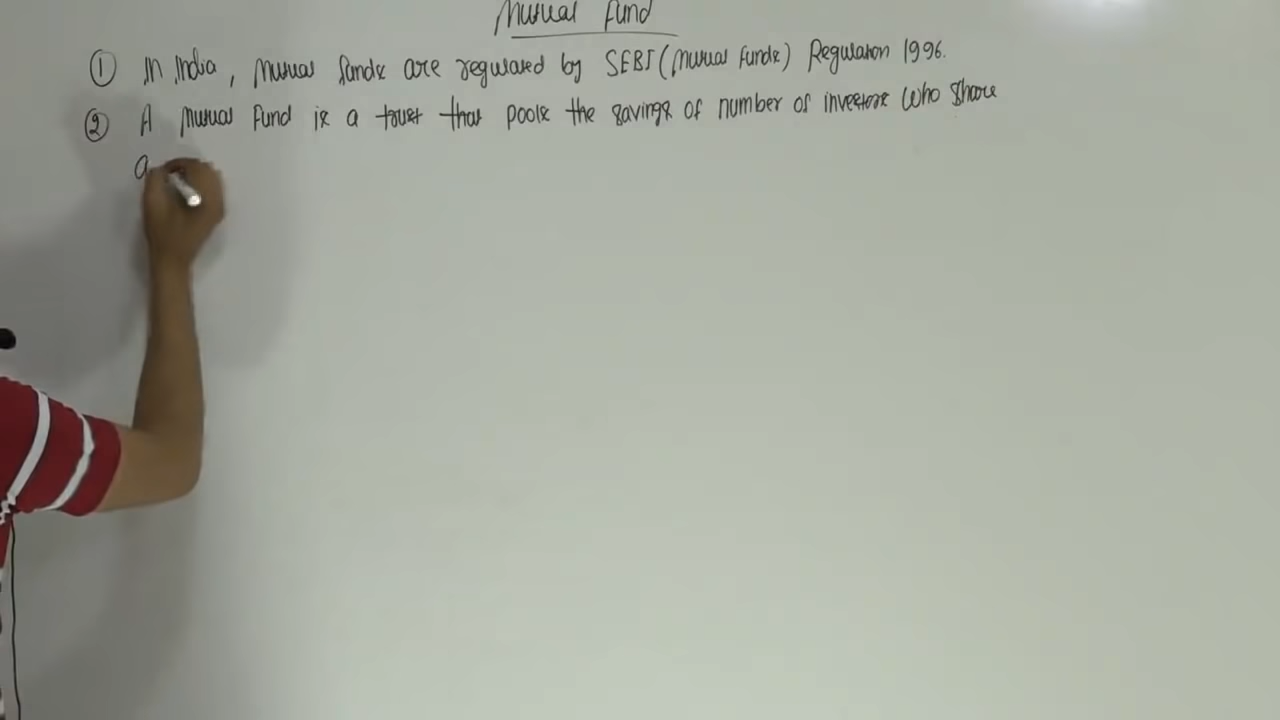 Mutual Fund
① In India, Mutual Funds are regulated by SEBI (Mutual Funds) Regulation 1996.
② A Mutual Fund is a trust that pools the savings of number of investors who share
a